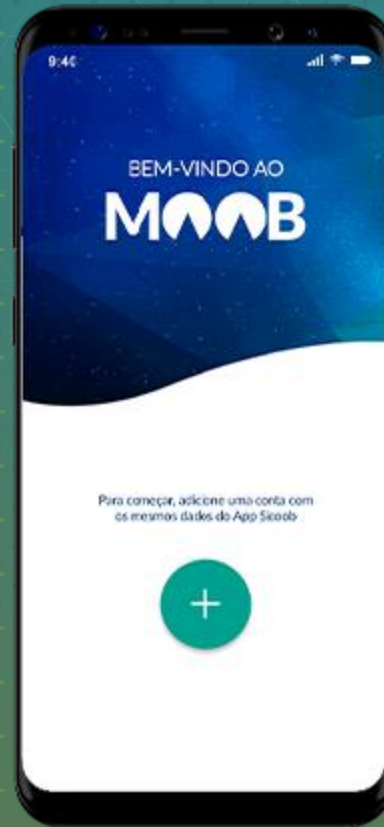 9:40
BEM-VINDO AO
MOOB
Para começar, adicione uma conta com
os mesmos dados do App Sicoob